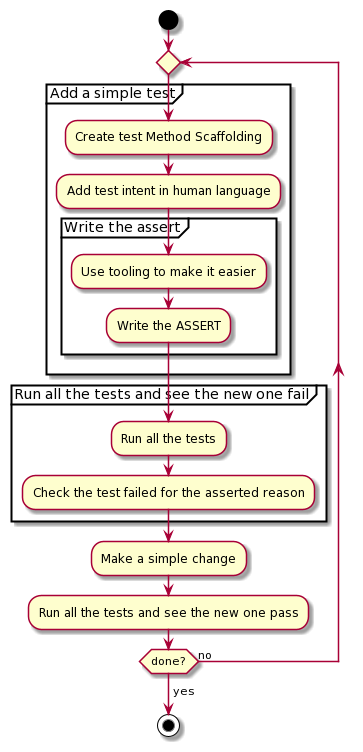 Add a simple test
Create test Method Scaffolding
Add test intent in human language
Write the assert
Use tooling to make it easier
Write the ASSERT
Run all the tests and see the new one fail
Run all the tests
Check the test failed for the asserted reason
Make a simple change
Run all the tests and see the new one pass
done?
no
yes